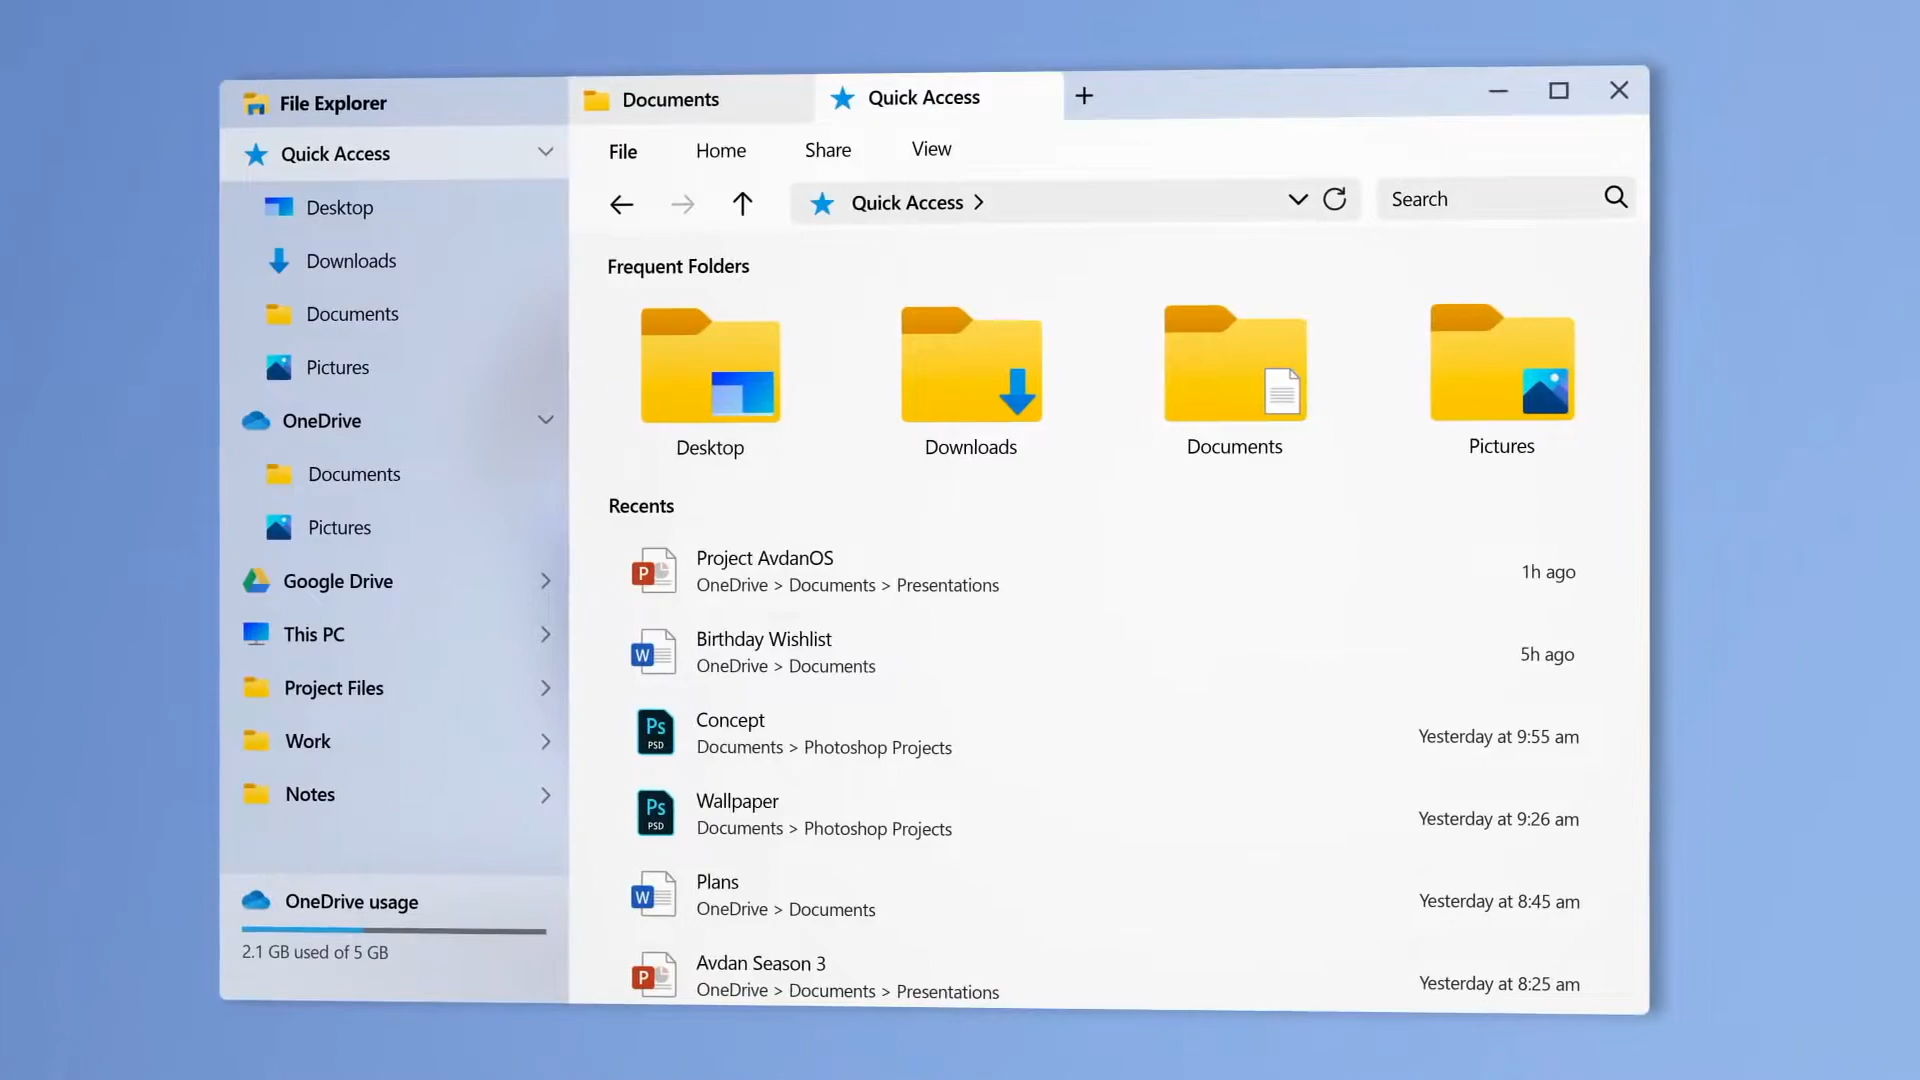 File Explorer
Documents
Quick Access
Quick Access
Desktop
Downloads
Documents
Pictures
OneDrive
Documents
Pictures
Google Drive
This PC
Project Files
Work
Notes
OneDrive usage
2.1 GB used of 5 GB
File Home Share View
Quick Access >
Search
Frequent Folders
Desktop
Downloads
Documents
Pictures
Recents
P
Project AvdanOS
OneDrive > Documents > Presentations
1h ago
W
Birthday Wishlist
OneDrive > Documents
5h ago
Ps
PSD
Concept
Documents > Photoshop Projects
Yesterday at 9:55 am
Ps
PSD
Wallpaper
Documents > Photoshop Projects
Yesterday at 9:26 am
W
Plans
OneDrive > Documents
Yesterday at 8:45 am
P
Avdan Season 3
OneDrive > Documents > Presentations
Yesterday at 8:25 am